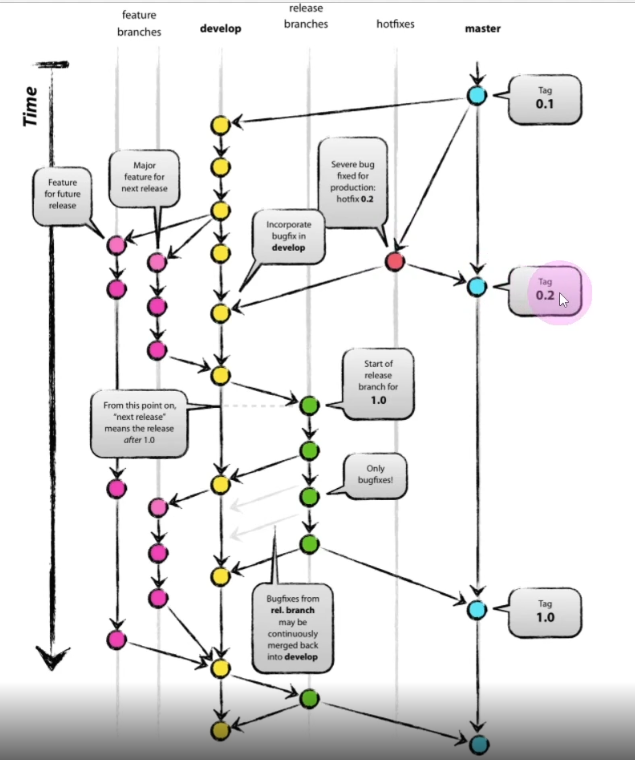 feature
branches
develop
release
branches
hotfixes
master
Time
Tag
0.1
Feature
for future
release
Major
feature for
next release
Severe bug
fixed for
production:
hotfix 0.2
Incorporate
bugfix in
develop
Tag
0.2
Start of
release
branch for
1.0
From this point on,
“next release”
means the release
after 1.0
Only
bugfixes!
Bugfixes from
rel. branch
may be
continuously
merged back
into develop
Tag
1.0